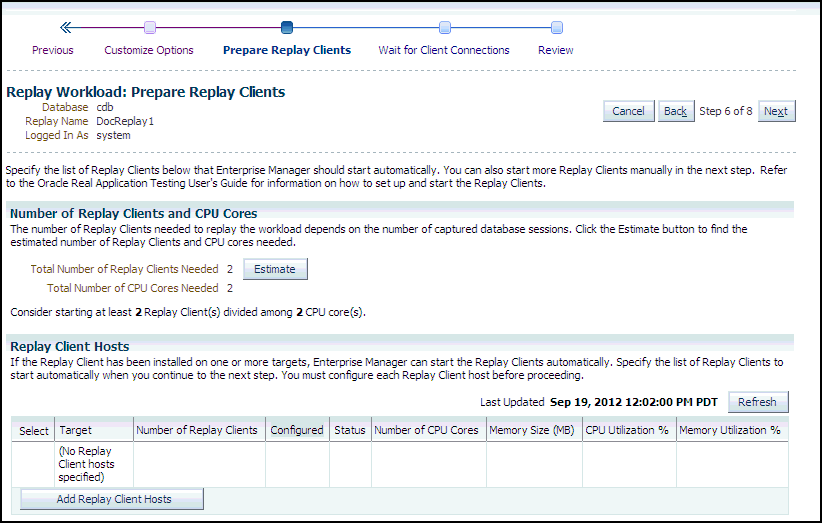 Previous
Customize Options
Prepare Replay Clients
Wait for Client Connections
Review
Replay Workload: Prepare Replay Clients
Database cdb
Replay Name DocReplay1
Logged In As system
Cancel Back Step 6 of 8 Next
Specify the list of Replay Clients below that Enterprise Manager should start automatically. You can also start more Replay Clients manually in the next step. Refer
to the Oracle Real Application Testing User's Guide for information on how to set up and start the Replay Clients.
Number of Replay Clients and CPU Cores
The number of Replay Clients needed to replay the workload depends on the number of captured database sessions. Click the Estimate button to find the
estimated number of Replay Clients and CPU cores needed.
Total Number of Replay Clients Needed 2 Estimate
Total Number of CPU Cores Needed 2
Consider starting at least 2 Replay Client(s) divided among 2 CPU core(s).
Replay Client Hosts
If the Replay Client has been installed on one or more targets, Enterprise Manager can start the Replay Clients automatically. Specify the list of Replay Clients to
start automatically when you continue to the next step. You must configure each Replay Client host before proceeding.
Last Updated Sep 19, 2012 12:02:00 PM PDT Refresh
Select Target Number of Replay Clients Configured Status Number of CPU Cores Memory Size (MB) CPU Utilization % Memory Utilization %
(No Replay
Client hosts
specified)
Add Replay Client Hosts